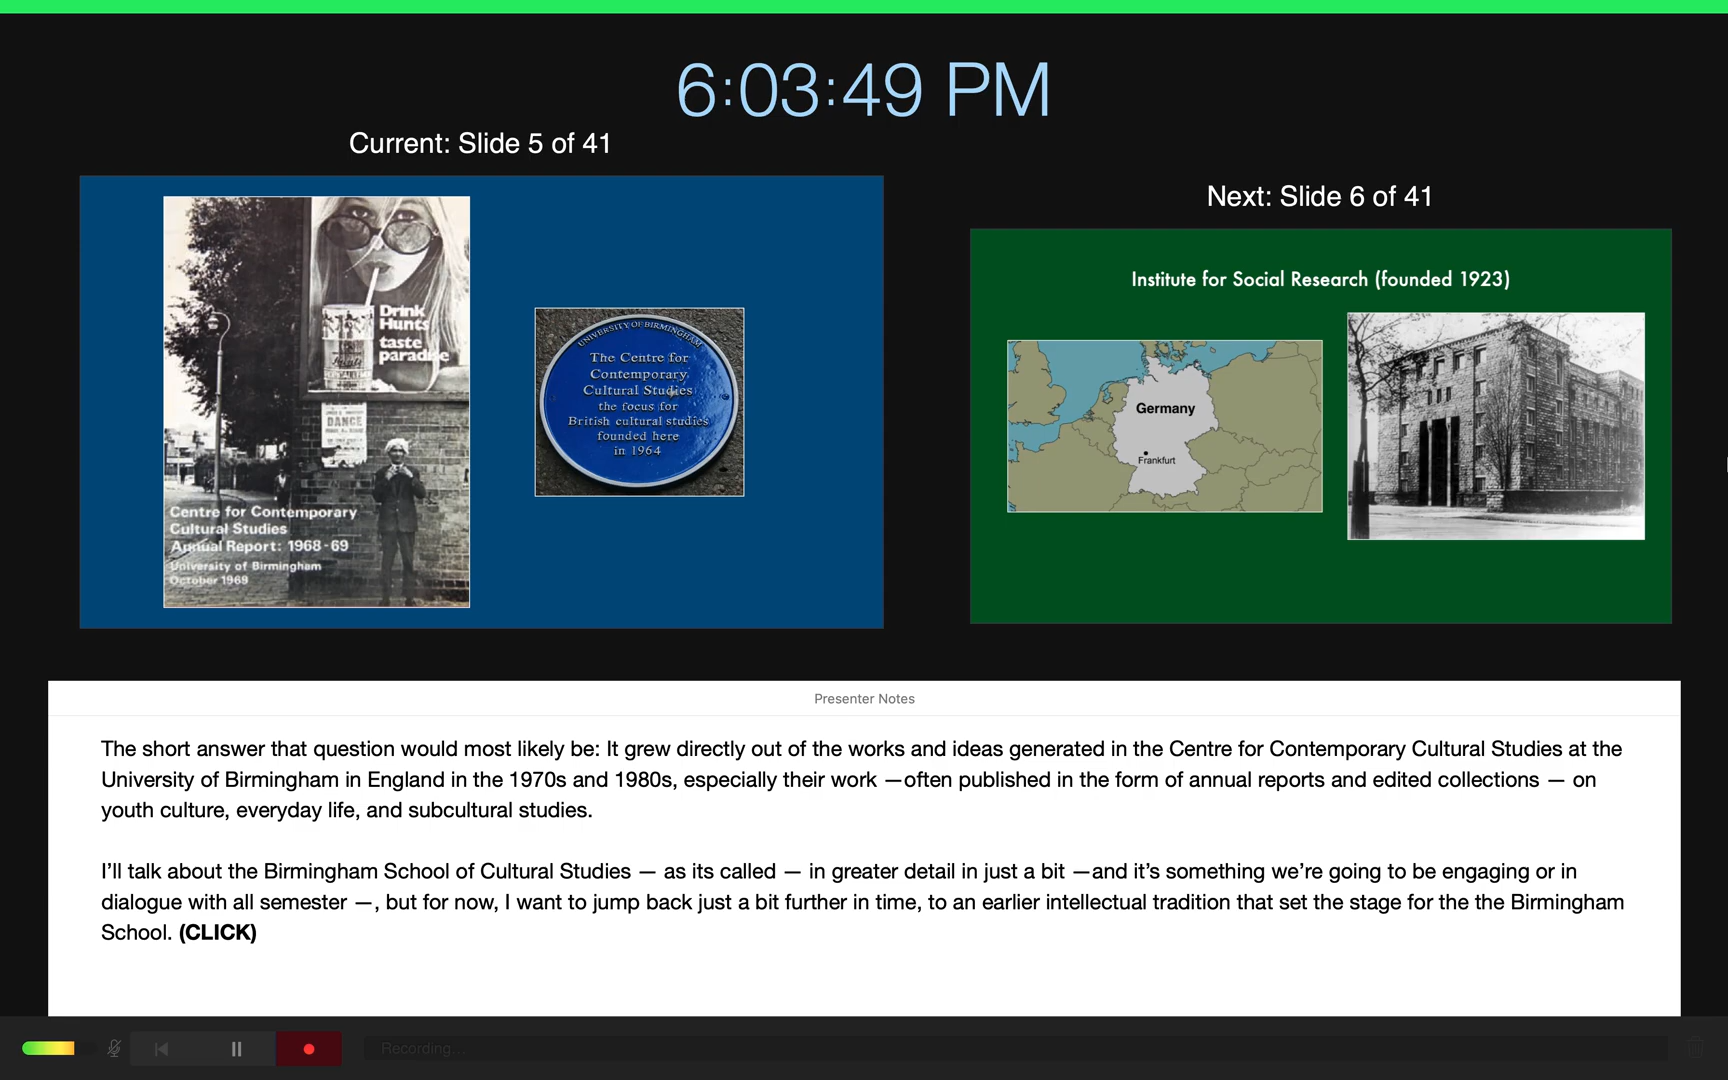 6:03:49 PM
Current: Slide 5 of 41
Drink
Hunts
taste
paradise
DANCE
Centre for Contemporary
Cultural Studies
Annual Report: 1968-69
University of Birmingham
October 1969
UNIVERSITY OF BIRMINGHAM
The Centre for
Contemporary
Cultural Studies
the focus for
British cultural studies
founded here
in 1964
Next: Slide 6 of 41
Institute for Social Research (founded 1923)
Germany
Frankfurt
Presenter Notes
The short answer that question would most likely be: It grew directly out of the works and ideas generated in the Centre for Contemporary Cultural Studies at the
University of Birmingham in England in the 1970s and 1980s, especially their work —often published in the form of annual reports and edited collections — on
youth culture, everyday life, and subcultural studies.
I’ll talk about the Birmingham School of Cultural Studies — as its called — in greater detail in just a bit —and it’s something we’re going to be engaging or in
dialogue with all semester —, but for now, I want to jump back just a bit further in time, to an earlier intellectual tradition that set the stage for the the Birmingham
School. (CLICK)
Recording...